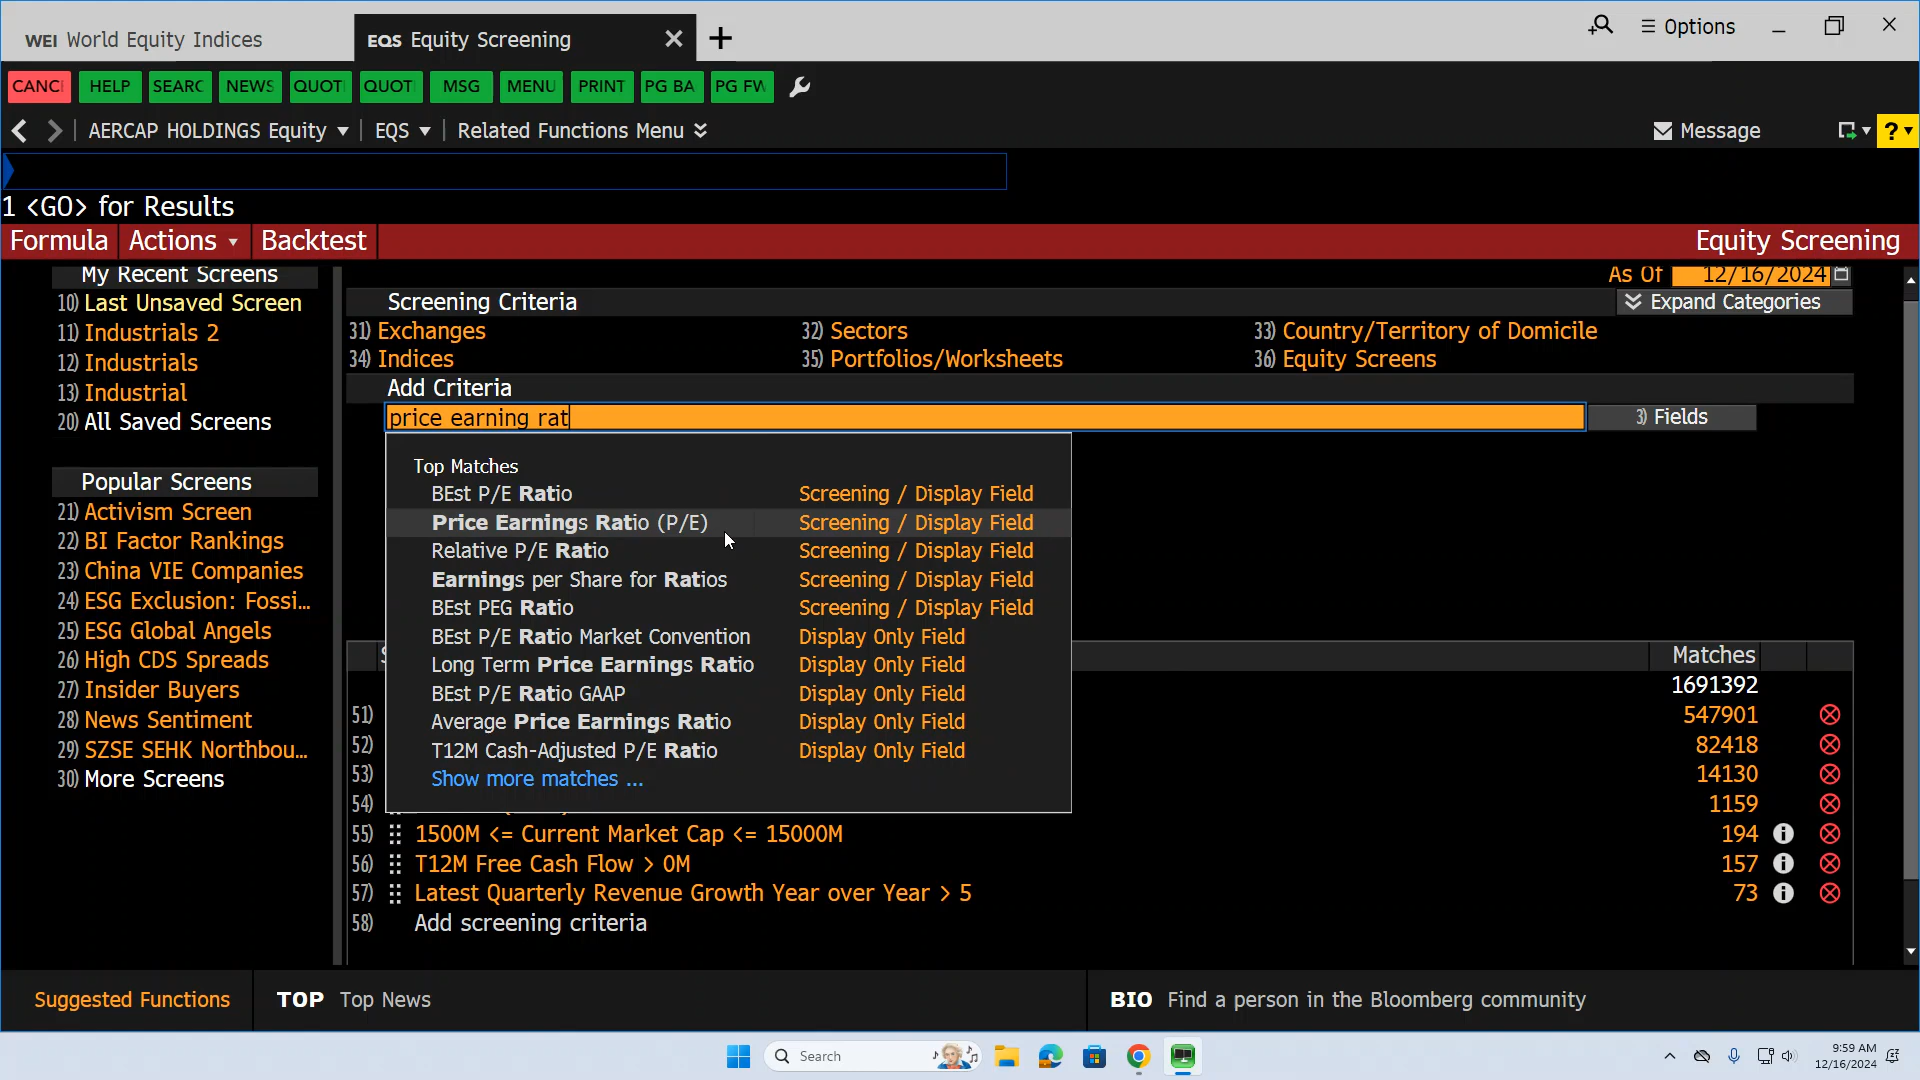 WEI World Equity Indices
EQS Equity Screening
Options
CANC
HELP
SEARC
NEWS
QUOT
QUOT
MSG
MENU
PRINT
PG BA
PG FW
AERCAP HOLDINGS Equity
EQS
Related Functions Menu
Message
?
1 <GO> for Results
Formula
Actions
Backtest
Equity Screening
My Recent Screens
10) Last Unsaved Screen
11) Industrials 2
12) Industrials
13) Industrial
20) All Saved Screens
Popular Screens
21) Activism Screen
22) BI Factor Rankings
23) China VIE Companies
24) ESG Exclusion: Fossi...
25) ESG Global Angels
26) High CDS Spreads
27) Insider Buyers
28) News Sentiment
29) SZSE SEHK Northbou...
30) More Screens
As Of 12/16/2024
Screening Criteria
Expand Categories
31) Exchanges
32) Sectors
33) Country/Territory of Domicile
34) Indices
35) Portfolios/Worksheets
36) Equity Screens
Add Criteria
price earning rat
3) Fields
Top Matches
BEst P/E Ratio Screening / Display Field
Price Earnings Ratio (P/E) Screening / Display Field
Relative P/E Ratio Screening / Display Field
Earnings per Share for Ratios Screening / Display Field
BEst PEG Ratio Screening / Display Field
BEst P/E Ratio Market Convention Display Only Field
Long Term Price Earnings Ratio Display Only Field
BEst P/E Ratio GAAP Display Only Field
Average Price Earnings Ratio Display Only Field
T12M Cash-Adjusted P/E Ratio Display Only Field
Show more matches ...
Matches
1691392
51) 547901
52) 82418
53) 14130
54) 1159
55) 1500M <= Current Market Cap <= 15000M 194
56) T12M Free Cash Flow > 0M 157
57) Latest Quarterly Revenue Growth Year over Year > 5 73
58) Add screening criteria
Suggested Functions
TOP Top News
BIO Find a person in the Bloomberg community
Search
9:59 AM
12/16/2024